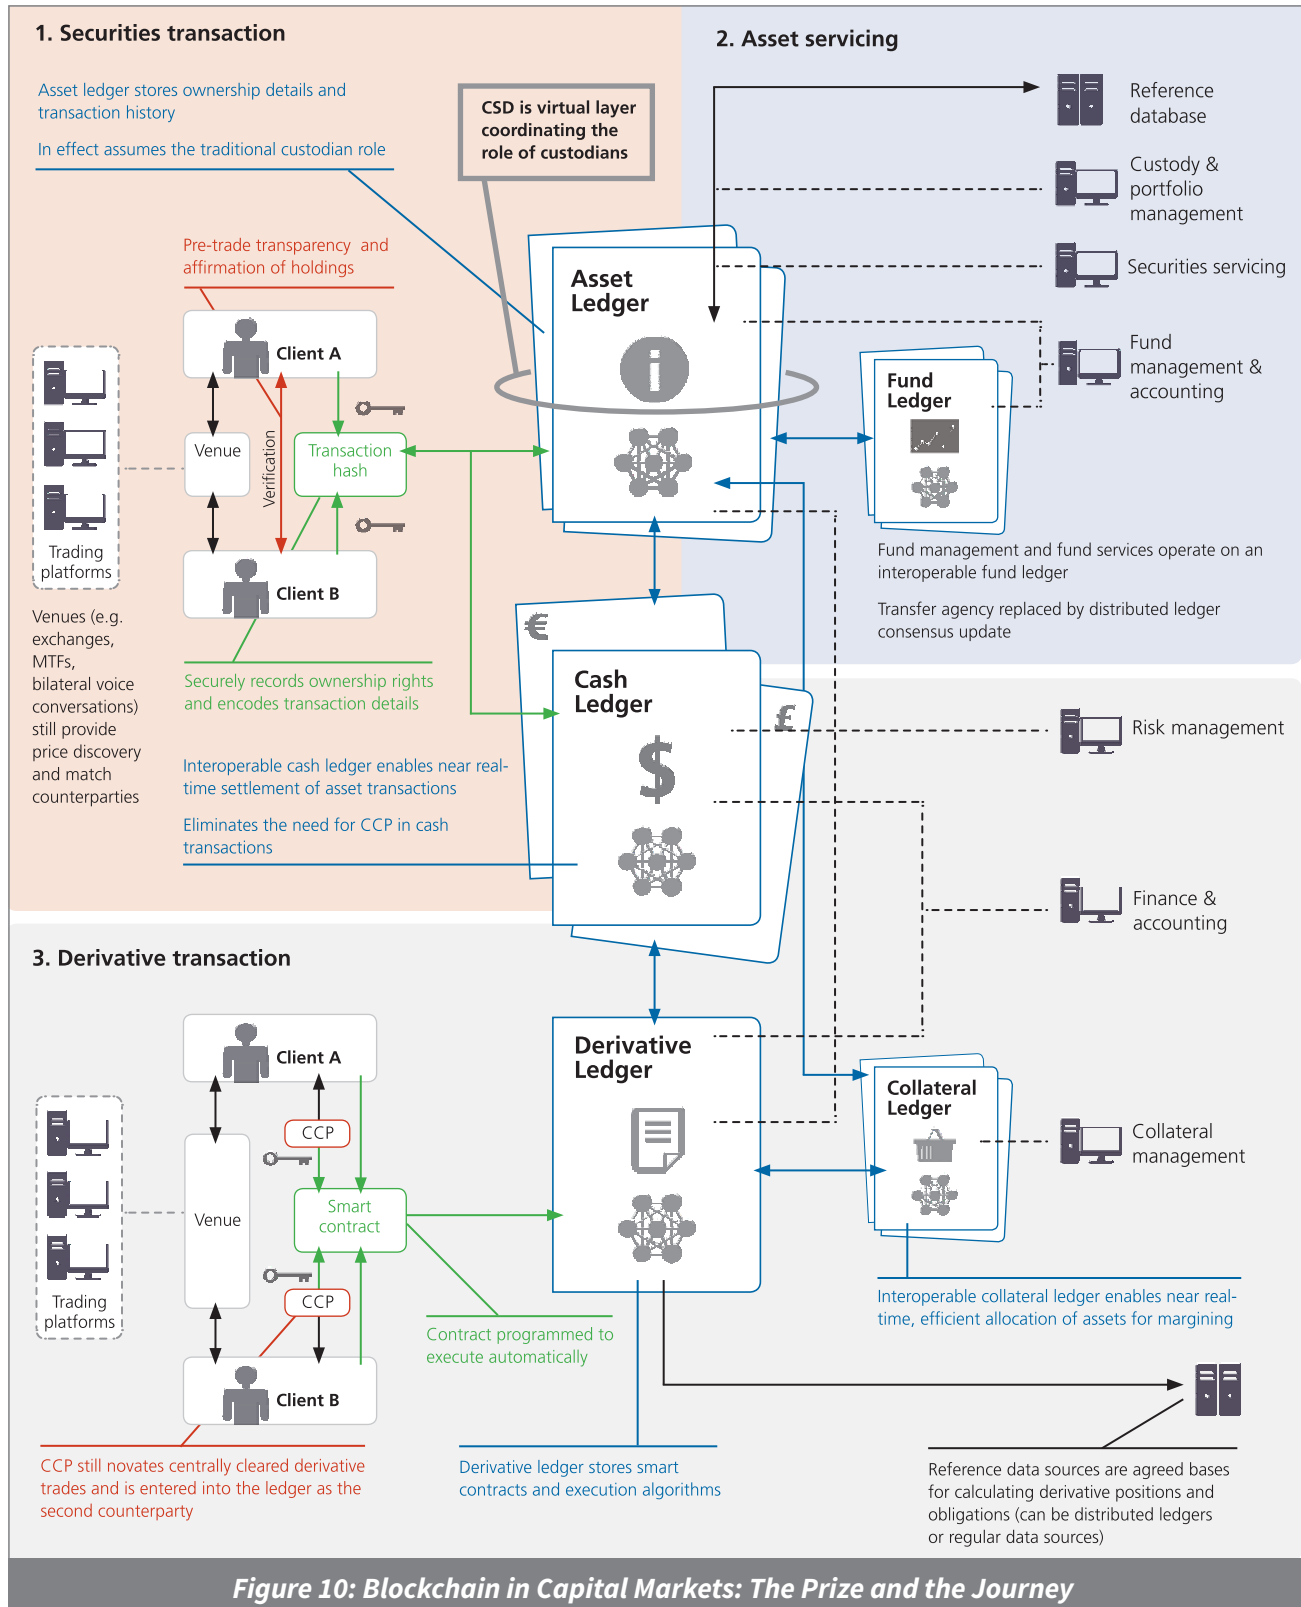 1. Securities transaction
Asset ledger stores ownership details and
transaction history
In effect assumes the traditional custodian role
CSD is virtual layer
coordinating the
role of custodians
Pre-trade transparency and
affirmation of holdings
Client A
Venue
Verification
Transaction
hash
Client B
Trading
platforms
Venues (e.g.
exchanges,
MTFs,
bilateral voice
conversations)
still provide
price discovery
and match
counterparties
Securely records ownership rights
and encodes transaction details
Interoperable cash ledger enables near real-
time settlement of asset transactions
Eliminates the need for CCP in cash
transactions
Asset
Ledger
i
€
Cash
Ledger
£
$
2. Asset servicing
Reference
database
Custody &
portfolio
management
Securities servicing
Fund
management &
accounting
Fund
Ledger
Fund management and fund services operate on an
interoperable fund ledger
Transfer agency replaced by distributed ledger
consensus update
Risk management
Finance &
accounting
3. Derivative transaction
Client A
CCP
Venue
Smart
contract
CCP
Client B
Trading
platforms
Contract programmed to
execute automatically
CCP still novates centrally cleared derivative
trades and is entered into the ledger as the
second counterparty
Derivative
Ledger
Derivative ledger stores smart
contracts and execution algorithms
Collateral
Ledger
Collateral
management
Interoperable collateral ledger enables near real-
time, efficient allocation of assets for margining
Reference data sources are agreed bases
for calculating derivative positions and
obligations (can be distributed ledgers
or regular data sources)
Figure 10: Blockchain in Capital Markets: The Prize and the Journey